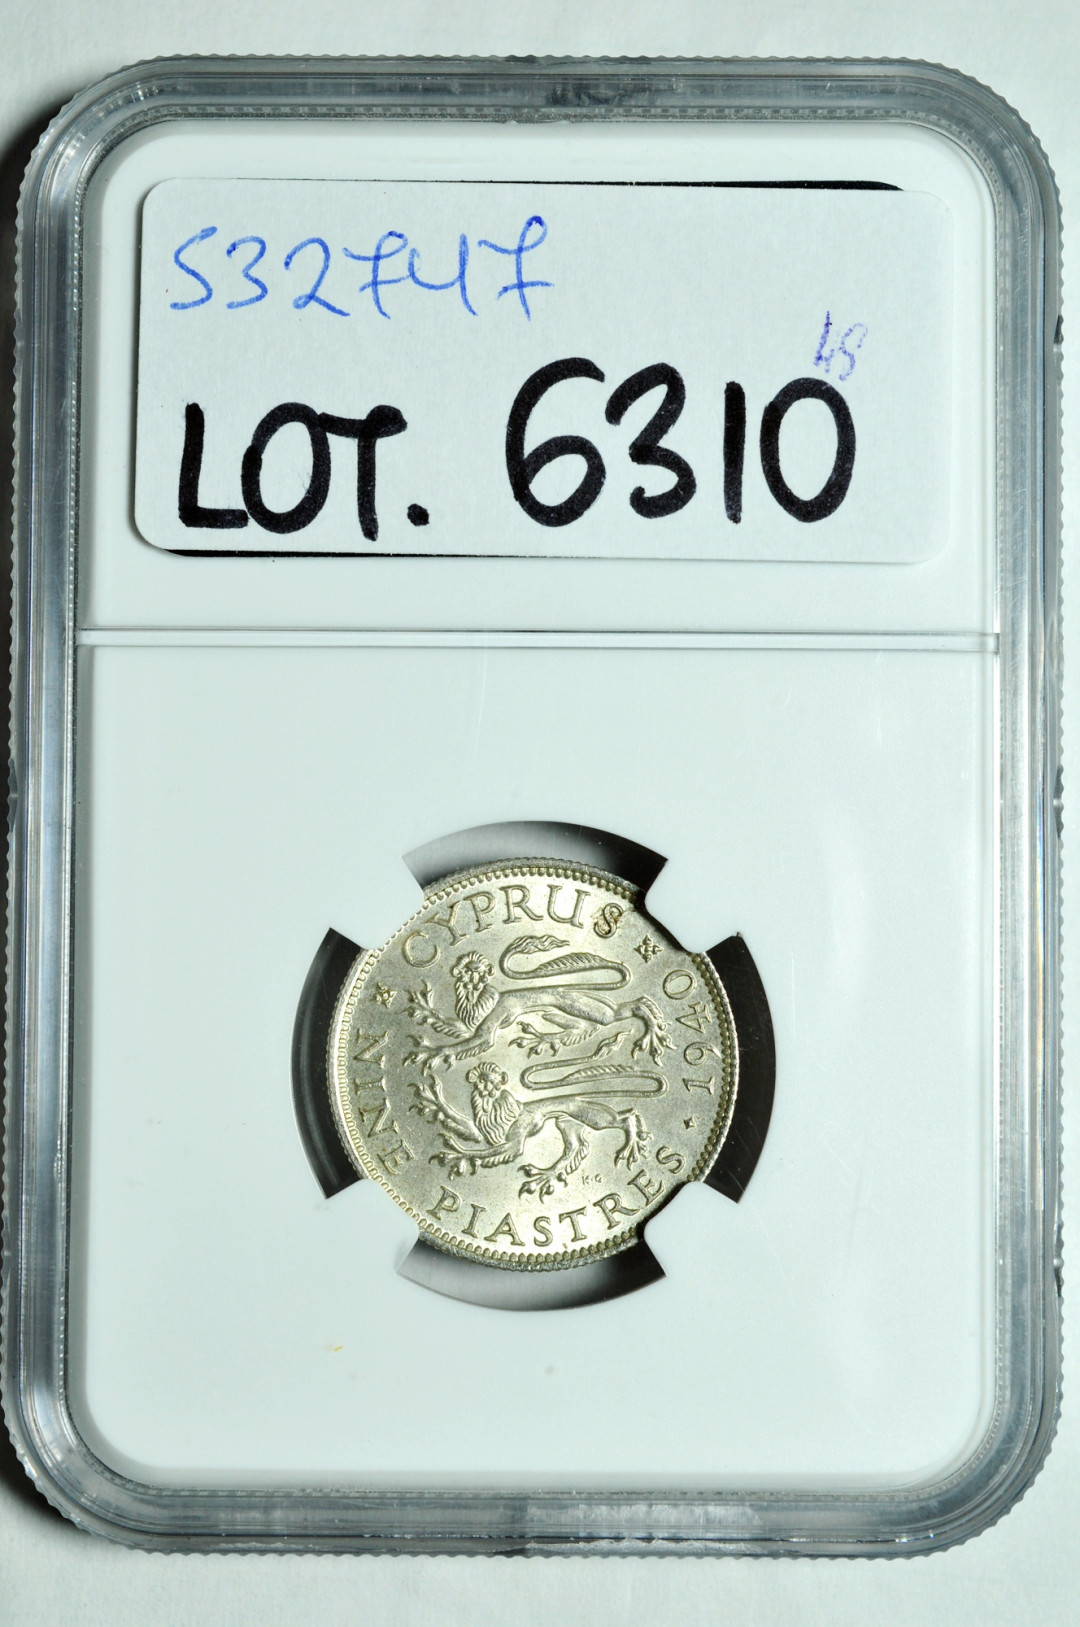 532747
48
LOT. 6310
CYPRUS
1940
NINE PIASTRES
K·G